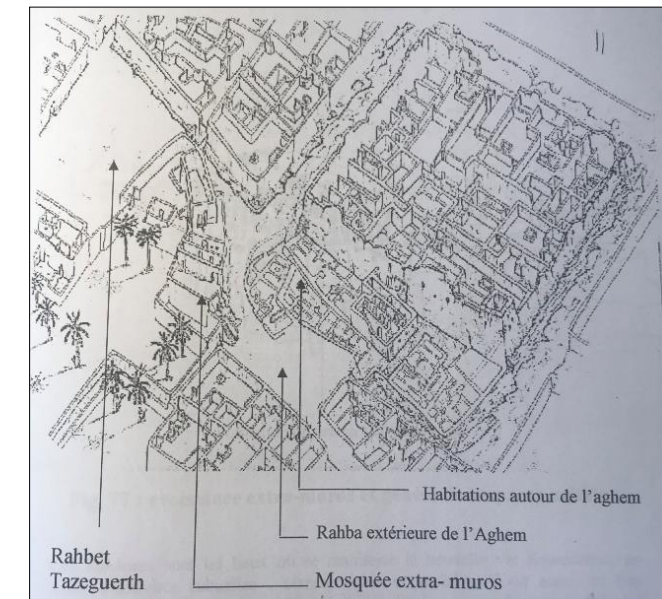 Habitations autour de l'aghem
Rahba extérieure de l'Aghem
Rahbet
Tazeguerth
Mosquée extra- muros